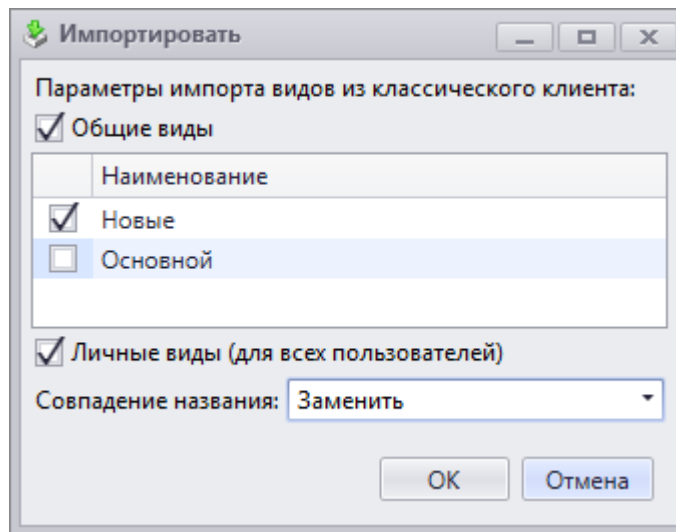 Импортировать
Параметры импорта видов из классического клиента:
Общие виды
Наименование
Новые
Основной
Личные виды (для всех пользователей)
Совпадение названия: Заменить
ОК Отмена